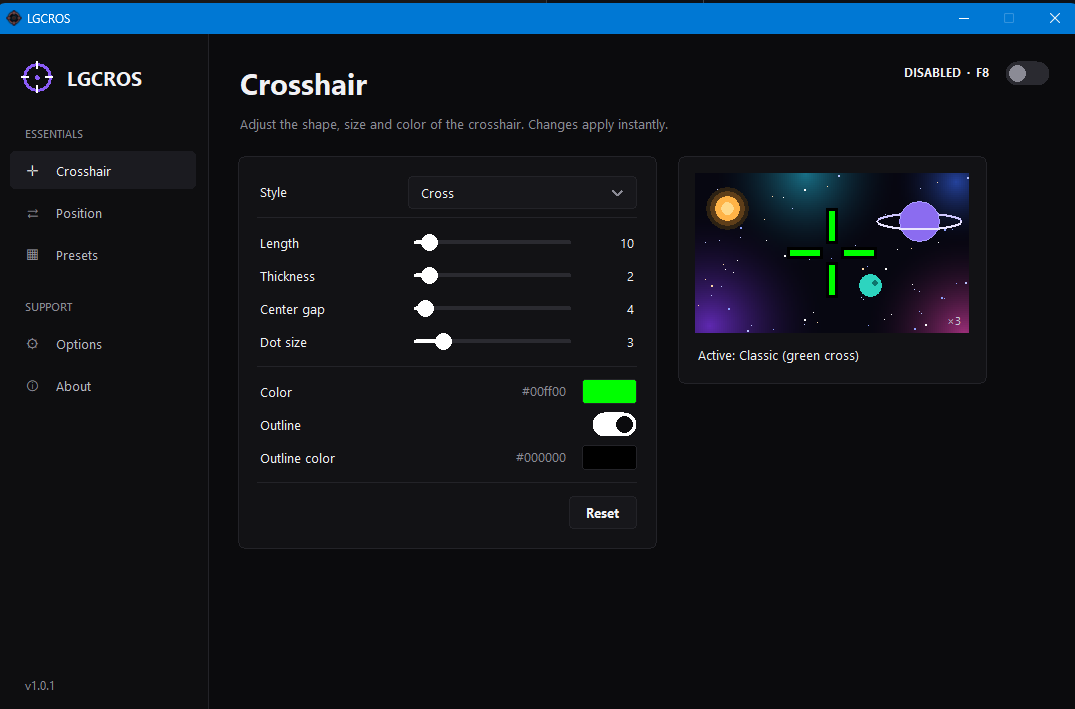 LGCROS
LGCROS
ESSENTIALS
Crosshair
Position
Presets
SUPPORT
Options
About
v1.0.1
Crosshair
DISABLED · F8
Adjust the shape, size and color of the crosshair. Changes apply instantly.
Style Cross
Length 10
Thickness 2
Center gap 4
Dot size 3
Color #00ff00
Outline
Outline color #000000
Reset
×3
Active: Classic (green cross)